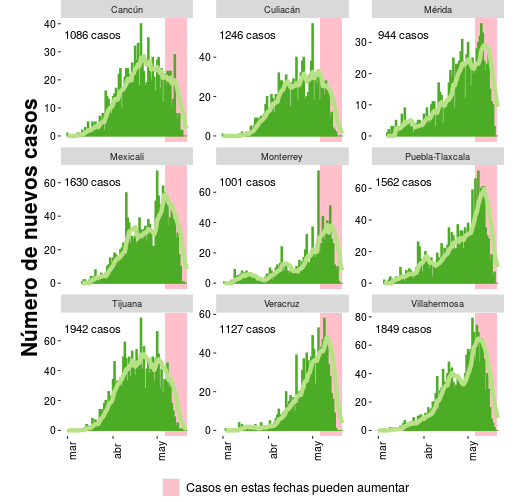 Cancún
Culiacán
Mérida
1086 casos
1246 casos
944 casos
40
30
20
10
0
40
20
0
30
20
10
0
Mexicali
Monterrey
Puebla-Tlaxcala
1630 casos
1001 casos
1562 casos
60
40
20
0
60
40
20
0
60
40
20
0
Tijuana
Veracruz
Villahermosa
1942 casos
1127 casos
1849 casos
60
40
20
0
60
40
20
0
80
60
40
20
0
mar
abr
may
mar
abr
may
mar
abr
may
Número de nuevos casos
Casos en estas fechas pueden aumentar